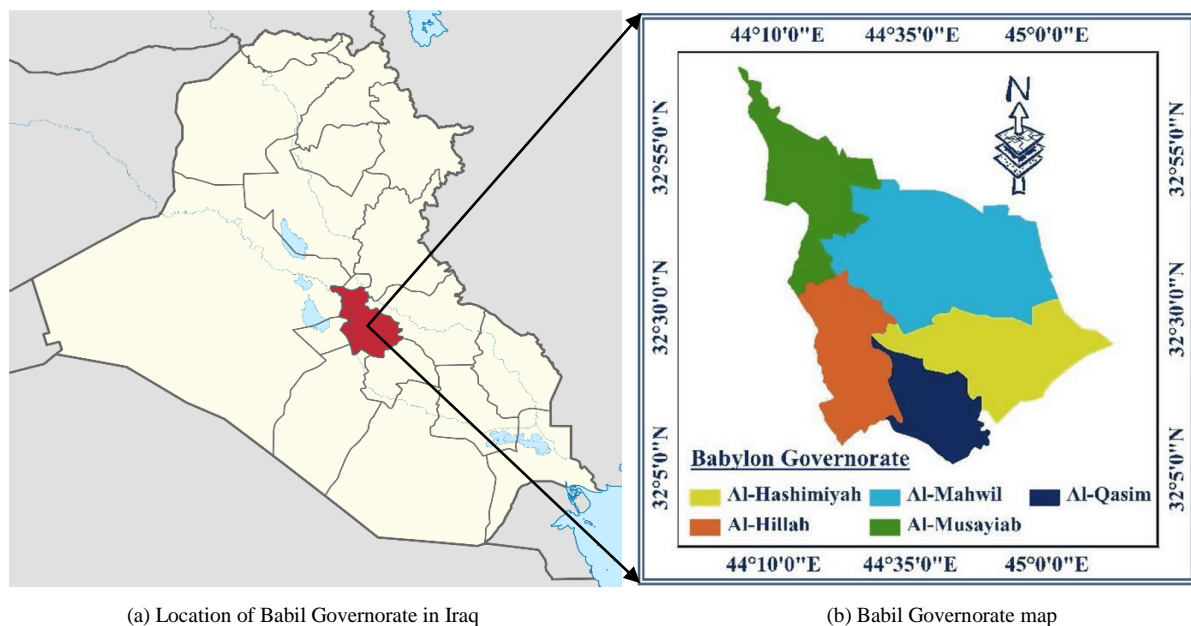 44°10'0"E 44°35'0"E 45°0'0"E
N
32°55'0"N
32°55'0"N
32°30'0"N
32°30'0"N
32°5'0"N
32°5'0"N
Babylon Governorate
Al-Hashimiyah Al-Mahwil Al-Qasim
Al-Hillah Al-Musayiab
44°10'0"E 44°35'0"E 45°0'0"E
(a) Location of Babil Governorate in Iraq
(b) Babil Governorate map